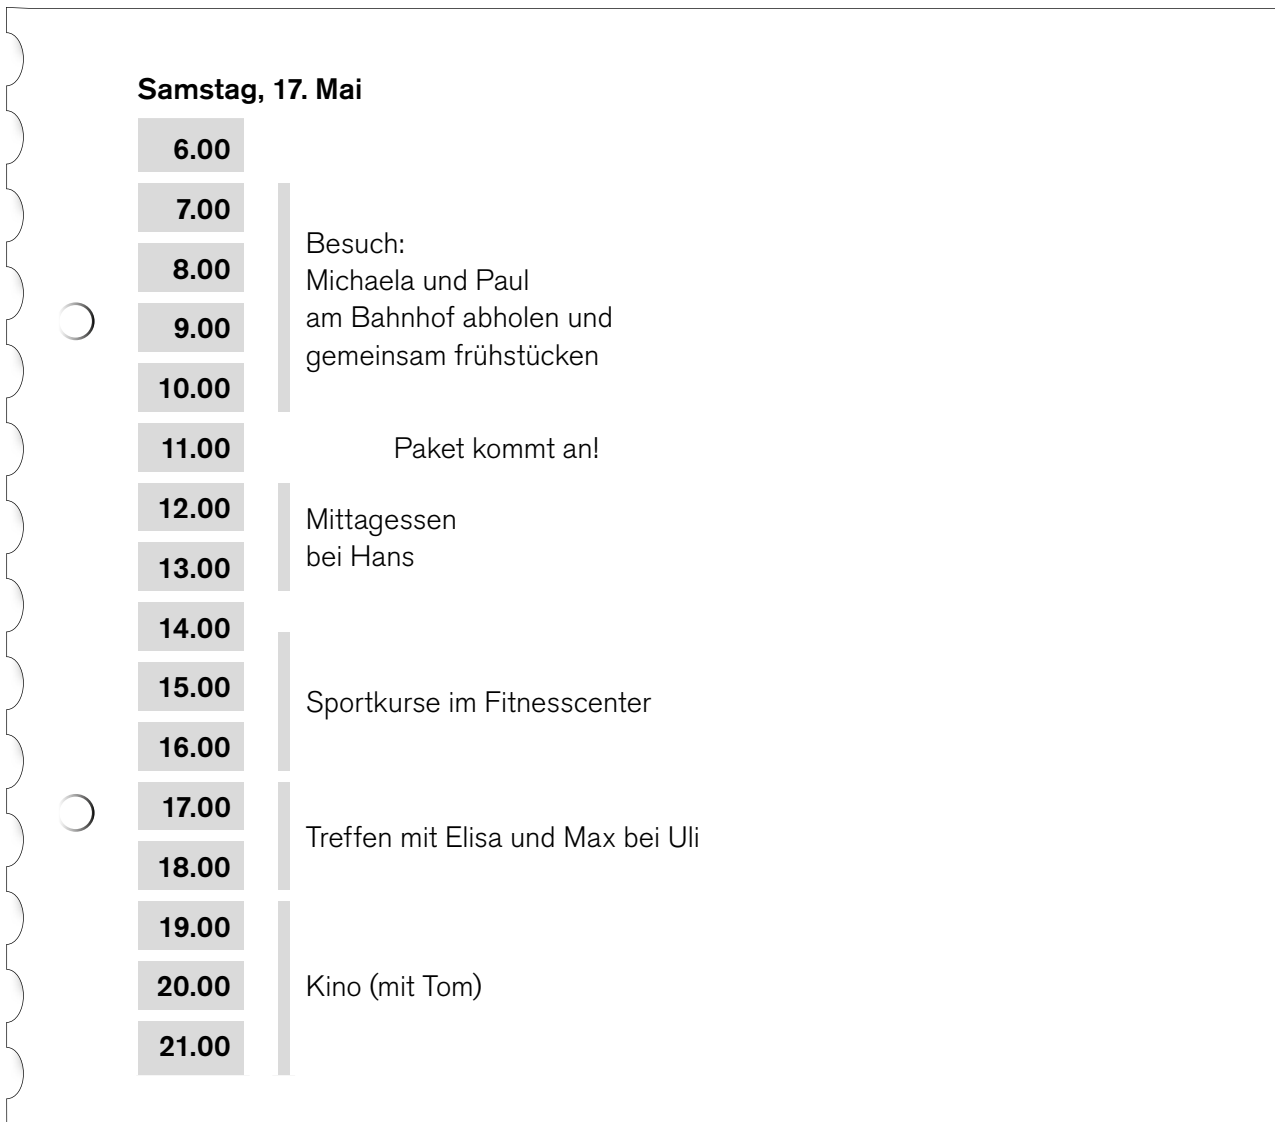 Samstag, 17. Mai
6.00
7.00
8.00
9.00
10.00
Besuch:
Michaela und Paul
am Bahnhof abholen und
gemeinsam frühstücken
11.00
Paket kommt an!
12.00
13.00
Mittagessen
bei Hans
14.00
15.00
16.00
Sportkurse im Fitnesscenter
17.00
18.00
Treffen mit Elisa und Max bei Uli
19.00
20.00
21.00
Kino (mit Tom)